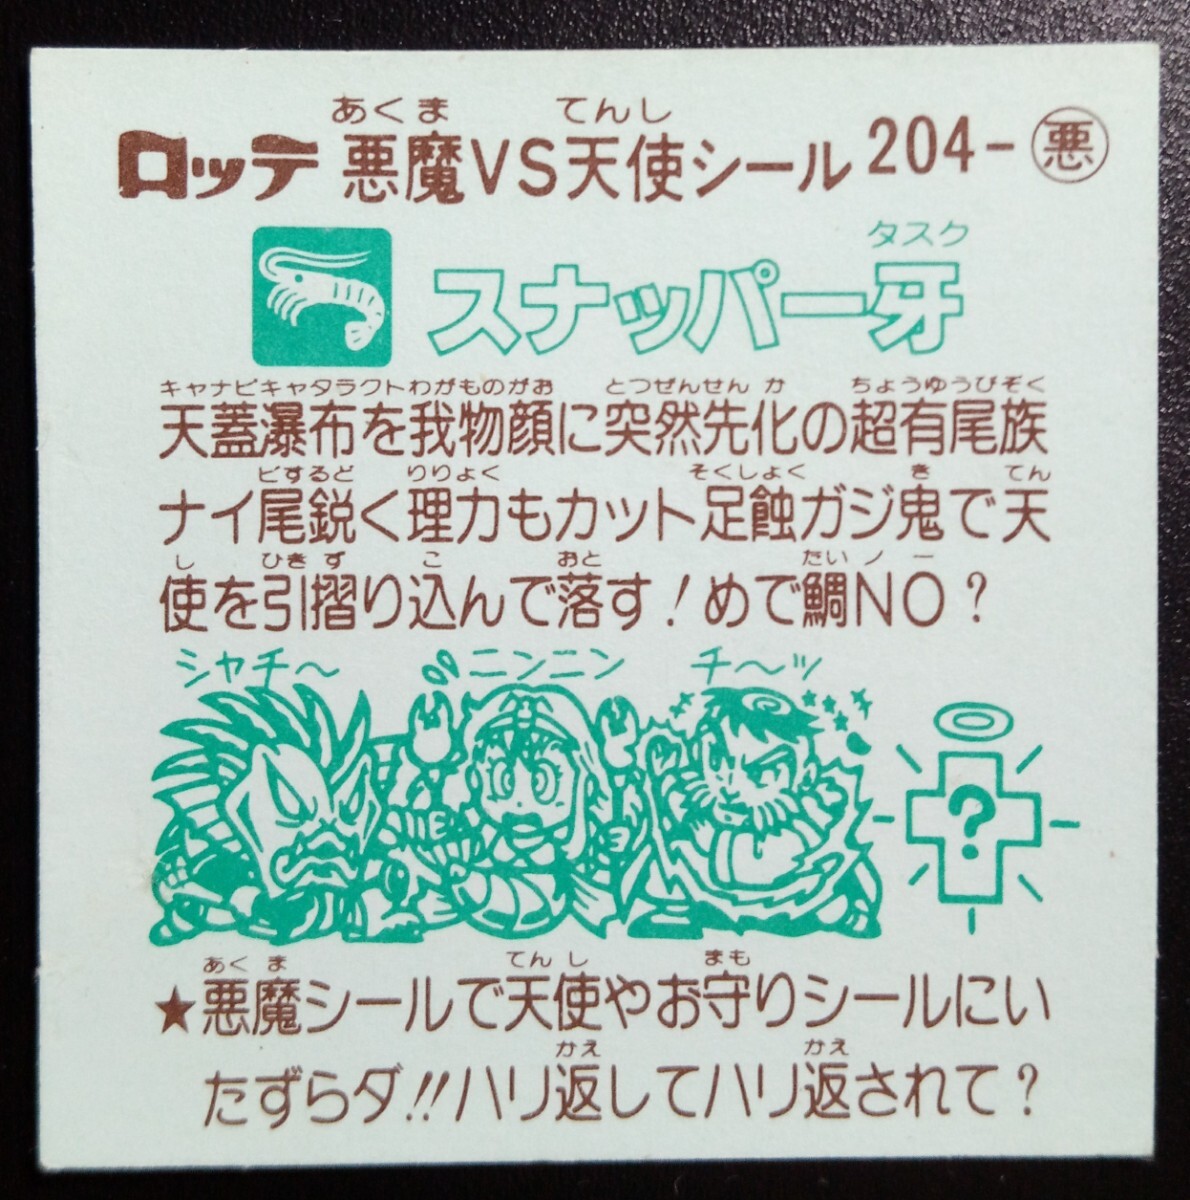 あくま てんし
ロッテ 悪魔VS天使シール 204-悪
タスク
スナッパー牙
キャナピキャタラクトわがものがお とつぜんせんか ちょうゆうびぞく
天蓋瀑布を我物顔に突然先化の超有尾族
ビするど りりょく そくしょく き てん
ナイ尾鋭く理力もカット足蝕ガジ鬼で天
し ひきず こ おと たいノー
使を引摺り込んで落す!めで鯛NO?
シャチ〜 ニンニン チ〜ッ
?
あくま てんし まも
★悪魔シールで天使やお守りシールにい
かえ かえ
たずらダ!!ハリ返してハリ返されて?